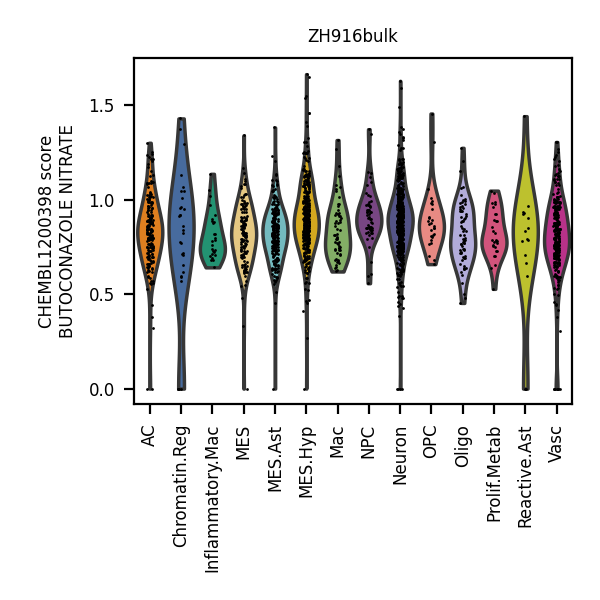 ZH916bulk
CHEMBL1200398 score
BUTOCONAZOLE NITRATE
1.5
1.0
0.5
0.0
AC
Chromatin.Reg
Inflammatory.Mac
MES
MES.Ast
MES.Hyp
Mac
NPC
Neuron
OPC
Oligo
Prolif.Metab
Reactive.Ast
Vasc